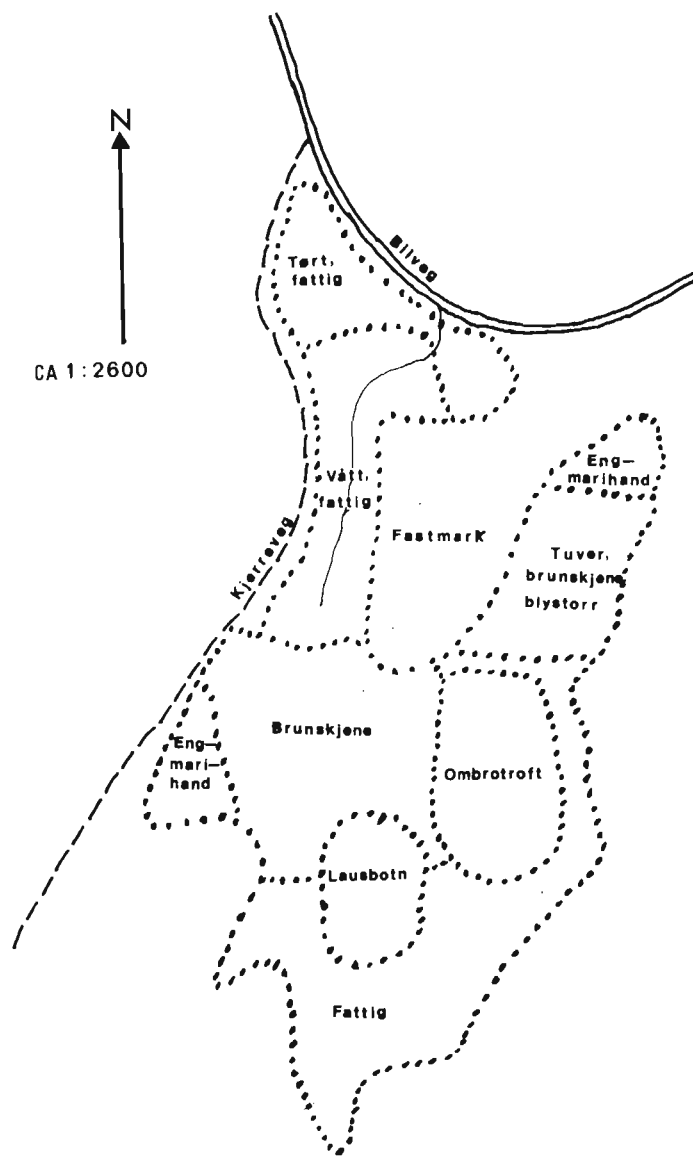 N
CA 1:2600
Bilveg
Tørt,
fattig
Vått,
fattig
Kjerreveg
Fastmark
Eng–
marihand
Tuver,
brunskjene
blystorr
Brunskjene
Eng–
mari–
hand
Ombrotroft
Lausbotn
Fattig